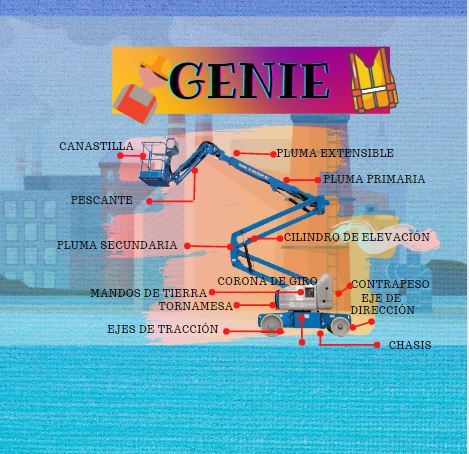 GENIE
CANASTILLA
PLUMA EXTENSIBLE
PLUMA PRIMARIA
PESCANTE
PLUMA SECUNDARIA
CILINDRO DE ELEVACIÓN
CORONA DE GIRO
CONTRAPESO
MANDOS DE TIERRA
EJE DE
DIRECCIÓN
TORNAMESA
EJES DE TRACCIÓN
CHASIS